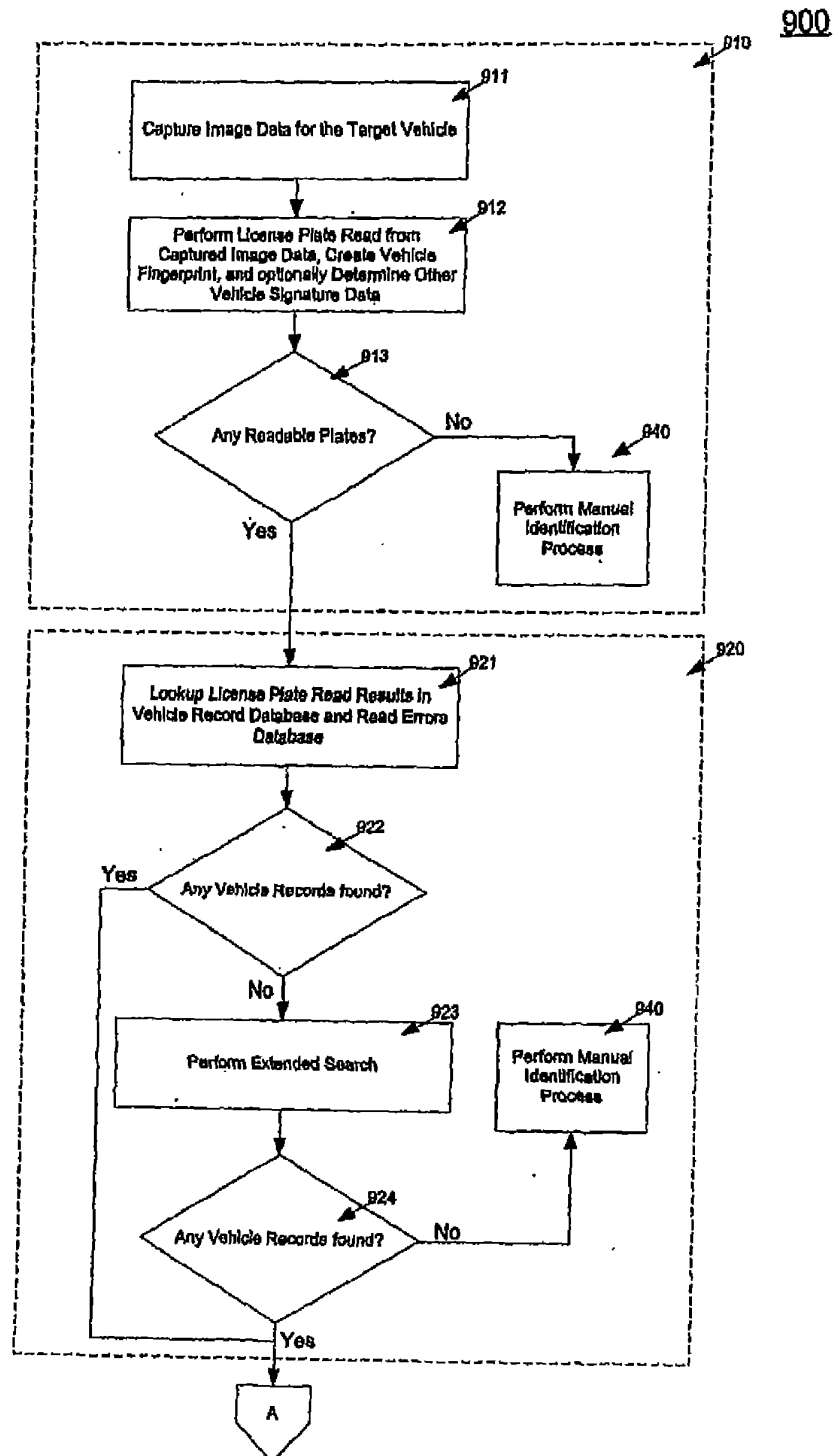 900
910
911
Capture Image Data for the Target Vehicle
912
Perform License Plate Read from
Captured Image Data, Create Vehicle
Fingerprint, and optionally Determine Other
Vehicle Signature Data
913
Any Readable Plates?
No
940
Perform Manual
Identification
Process
Yes
920
921
Lookup License Plate Read Results in
Vehicle Record Database and Read Errors
Database
922
Yes
Any Vehicle Records found?
No
923
Perform Extended Search
940
Perform Manual
Identification
Process
924
Any Vehicle Records found?
No
Yes
A